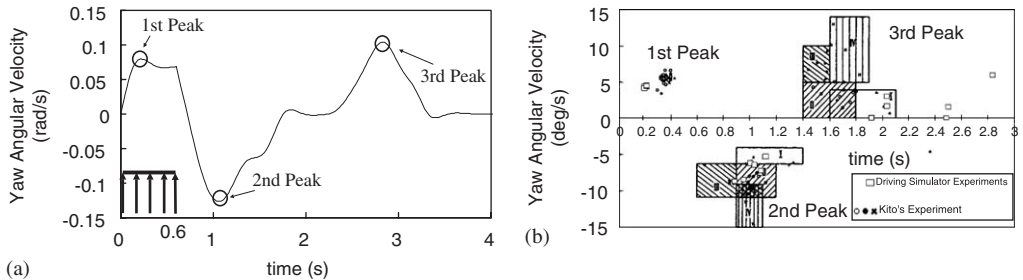 (a)
Yaw Angular Velocity
(rad/s)
0.15
0.1
0.05
0
-0.05
-0.1
-0.15
1st Peak
2nd Peak
3rd Peak
0
0.6
1
2
3
4
time (s)
(b)
Yaw Angular Velocity
(deg/s)
15
10
5
0
-5
-10
-15
1st Peak
3rd Peak
2nd Peak
0
0.2
0.4
0.6
0.8
1
1.2
1.4
1.6
1.8
2
2.2
2.4
2.6
2.8
3
time (s)
I
IV
Driving Simulator Experiments
Kito's Experiment